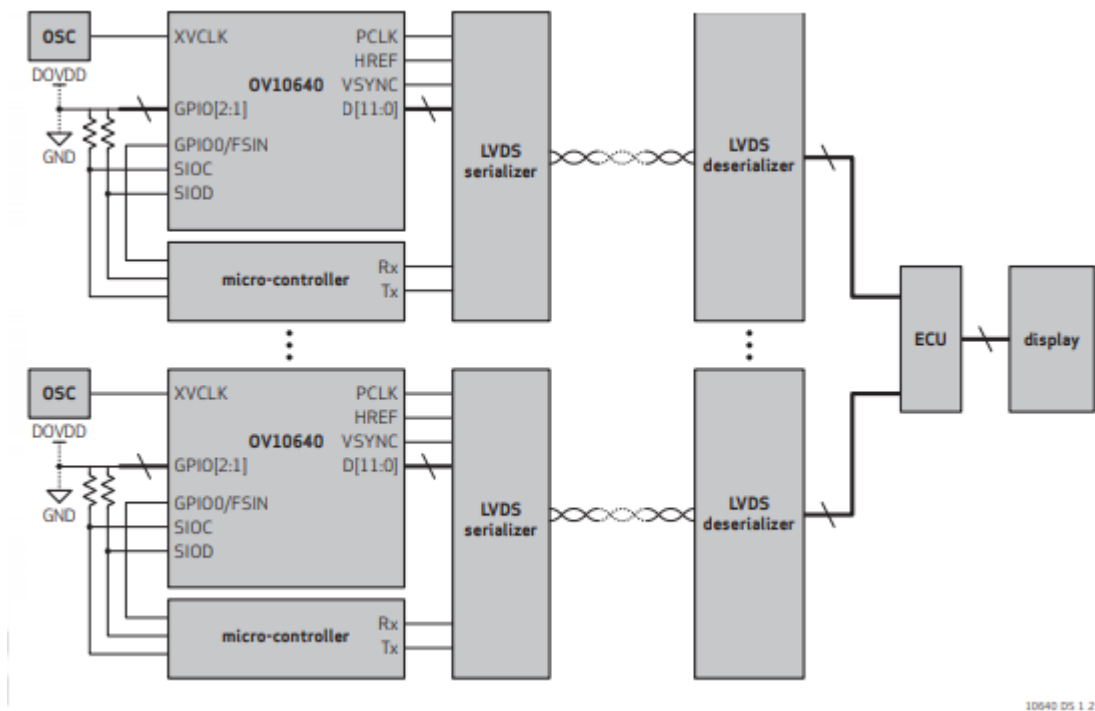 OSC
XVCLK
PCLK
HREF
DOVDD
OV10640
VSYNC
GPIO[2:1]
D[11:0]
GND
GPIO0/FSIN
SIOC
SIOD
LVDS
serializer
LVDS
deserializer
micro-controller
Rx
Tx
ECU
display
OSC
XVCLK
PCLK
HREF
DOVDD
OV10640
VSYNC
GPIO[2:1]
D[11:0]
GND
GPIO0/FSIN
SIOC
SIOD
LVDS
serializer
LVDS
deserializer
micro-controller
Rx
Tx
10640 DS 1 2